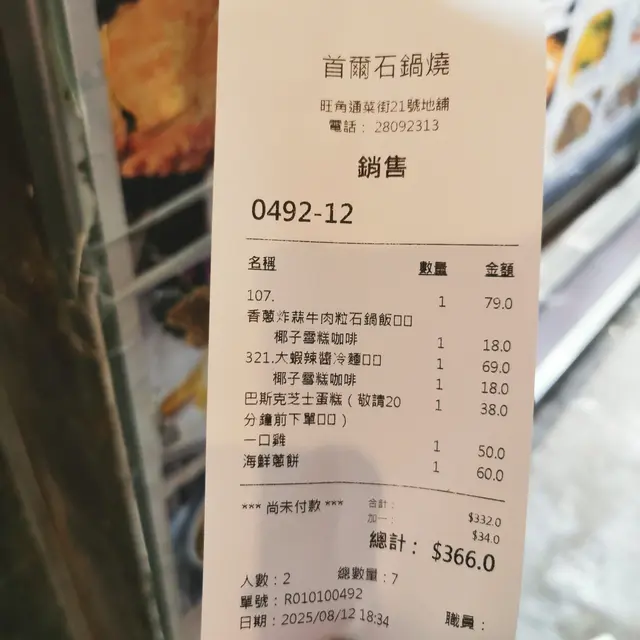 首爾石鍋燒
旺角通菜街21號地舖
電話： 28092313
銷售
0492-12
名稱 數量 金額
107. 1 79.0
香蔥炸蒜牛肉粒石鍋飯□□
椰子雪糕咖啡 1 18.0
321.大蝦辣醬冷麵□□ 1 69.0
椰子雪糕咖啡 1 18.0
巴斯克芝士蛋糕（敬請20 1 38.0
分鐘前下單□□）
一口雞 1 50.0
海鮮蔥餅 1 60.0
*** 尚未付款 *** 合計： $332.0
加一： $34.0
總計： $366.0
人數：2 總數量：7
單號：R010100492
日期：2025/08/12 18:34 職員：